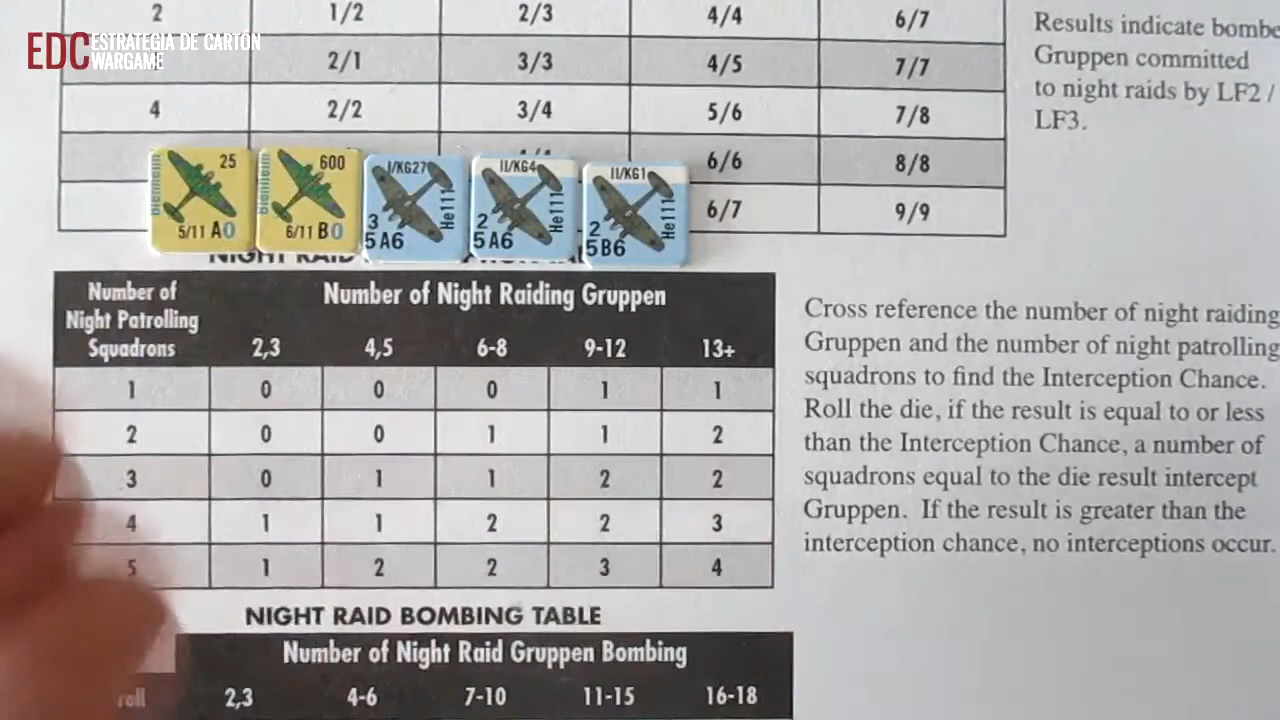 EDC ESTRATEGIA DE CARTÓN
WARGAME
2 1/2 2/3 4/4 6/7
2/1 3/3 4/5 7/7
4 2/2 3/4 5/6 7/8
6/6 8/8
6/7 9/9
Results indicate bombe
Gruppen committed
to night raids by LF2 /
LF3.
Blenheim 25 5/11 A0
Blenheim 600 6/11 B0
I/KG27 He111 3 5A6
II/KG4 He111 2 5A6
II/KG1 He111 2 5B6
NIGHT RAID
Number of
Night Patrolling
Squadrons
Number of Night Raiding Gruppen
2,3 4,5 6-8 9-12 13+
1 0 0 0 1 1
2 0 0 1 1 2
3 0 1 1 2 2
4 1 1 2 2 3
5 1 2 2 3 4
Cross reference the number of night raiding
Gruppen and the number of night patrolling
squadrons to find the Interception Chance.
Roll the die, if the result is equal to or less
than the Interception Chance, a number of
squadrons equal to the die result intercept
Gruppen. If the result is greater than the
interception chance, no interceptions occur.
NIGHT RAID BOMBING TABLE
Number of Night Raid Gruppen Bombing
roll 2,3 4-6 7-10 11-15 16-18